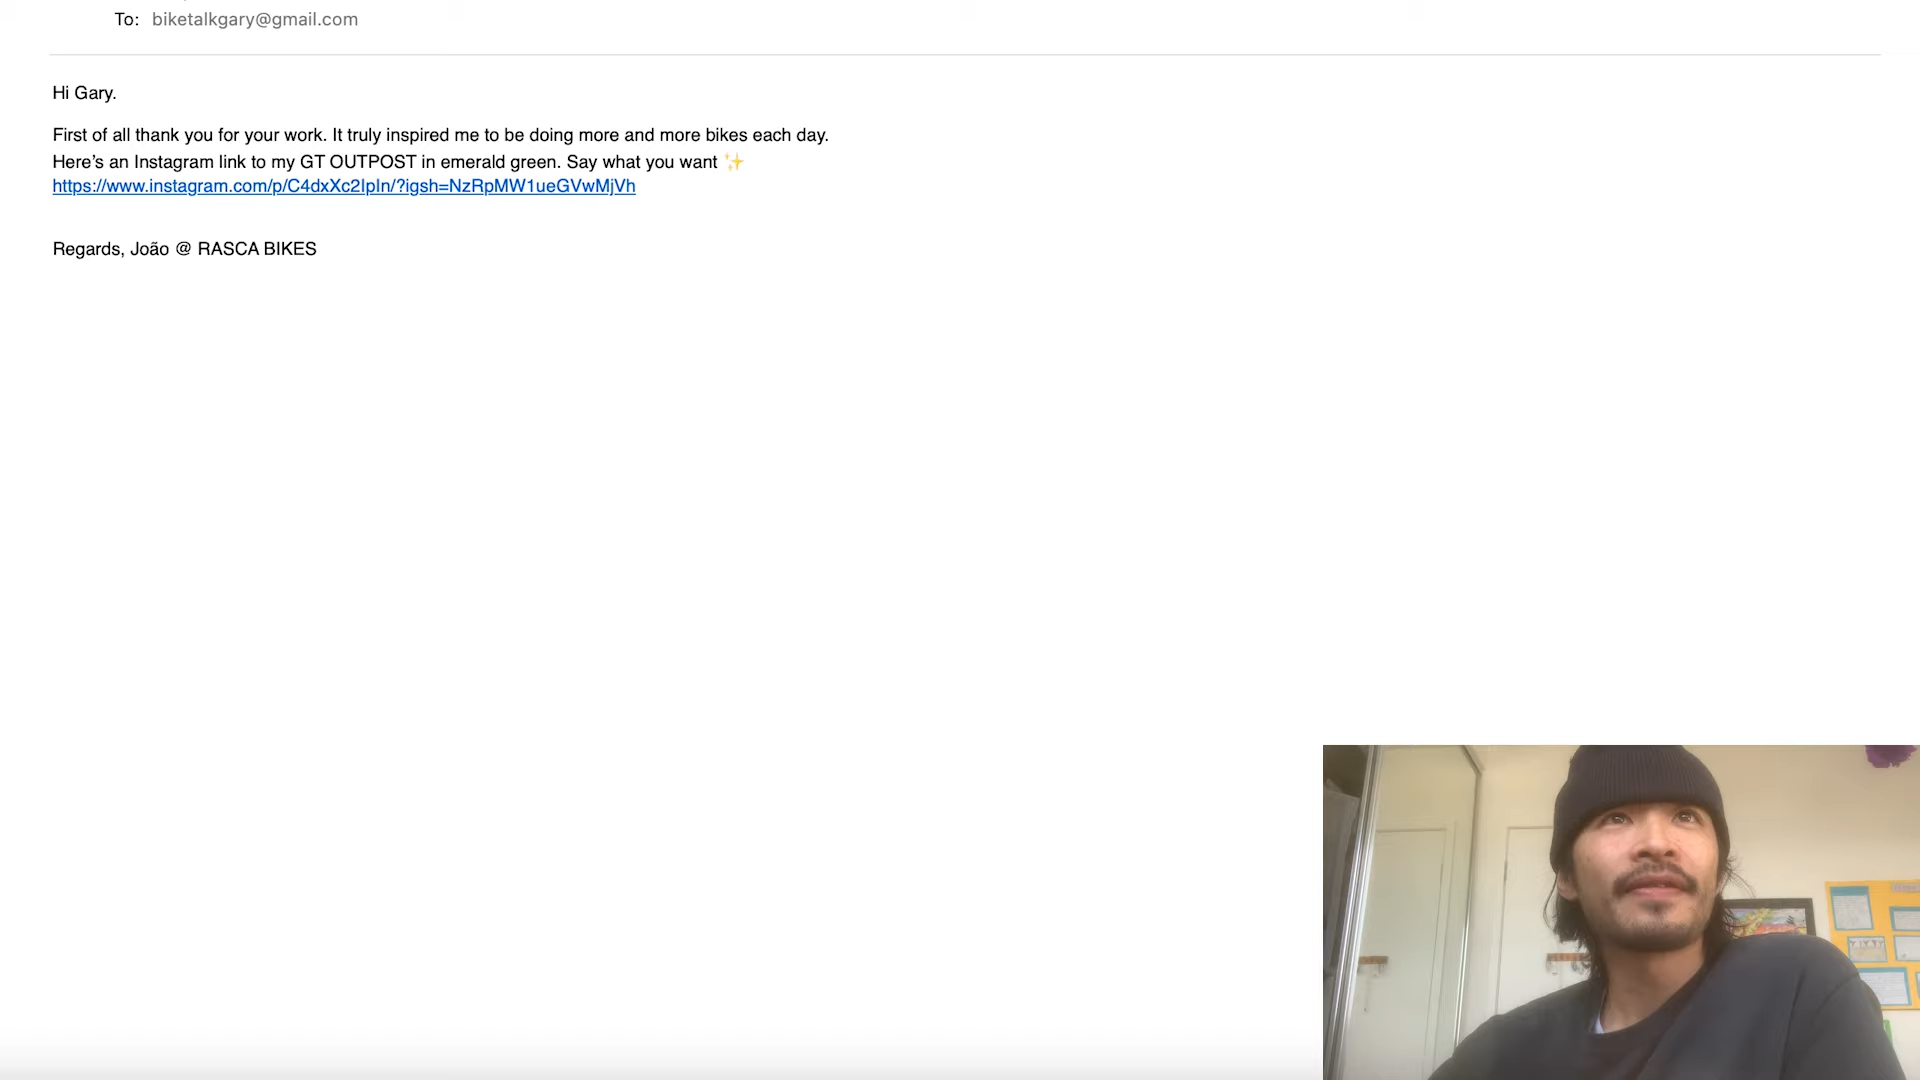 To: biketalkgary@gmail.com
Hi Gary.
First of all thank you for your work. It truly inspired me to be doing more and more bikes each day.
Here’s an Instagram link to my GT OUTPOST in emerald green. Say what you want ✨
https://www.instagram.com/p/C4dxXc2IpIn/?igsh=NzRpMW1ueGVwMjVh
Regards, João @ RASCA BIKES